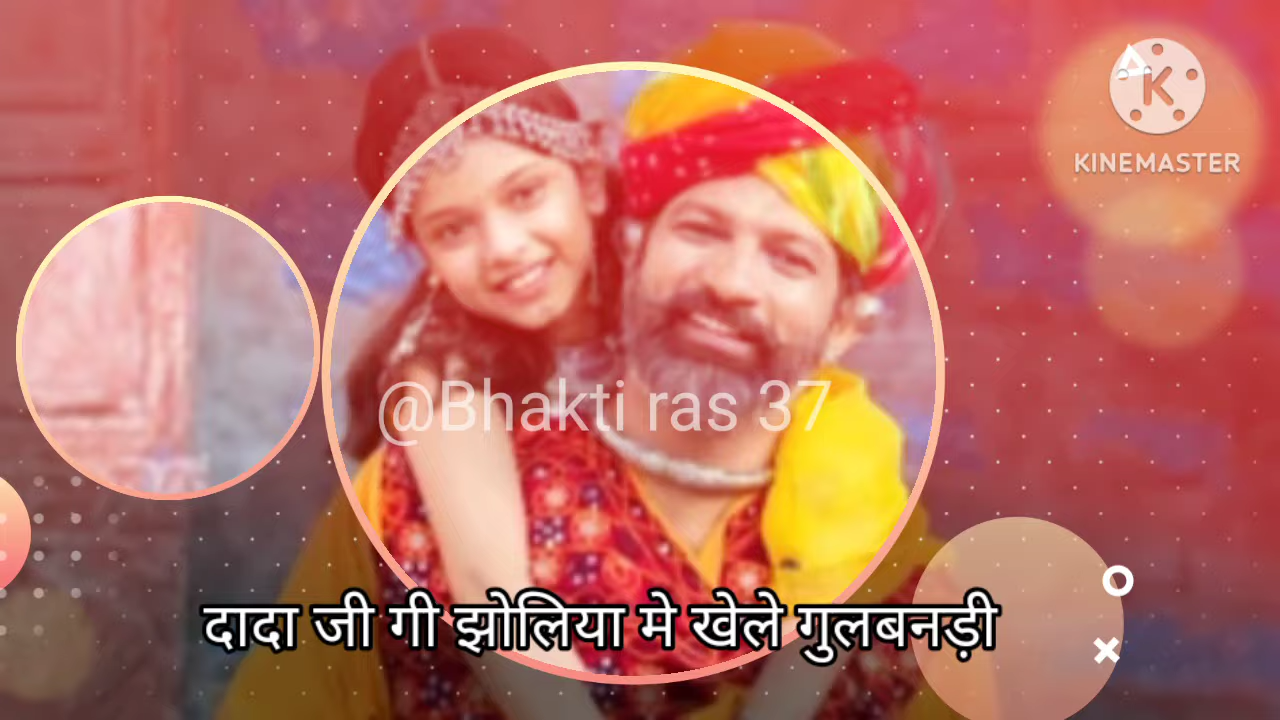 KINEMASTER
@Bhakti ras 37
दादा जी गी झोलिया मे खेले गुलबनड़ी